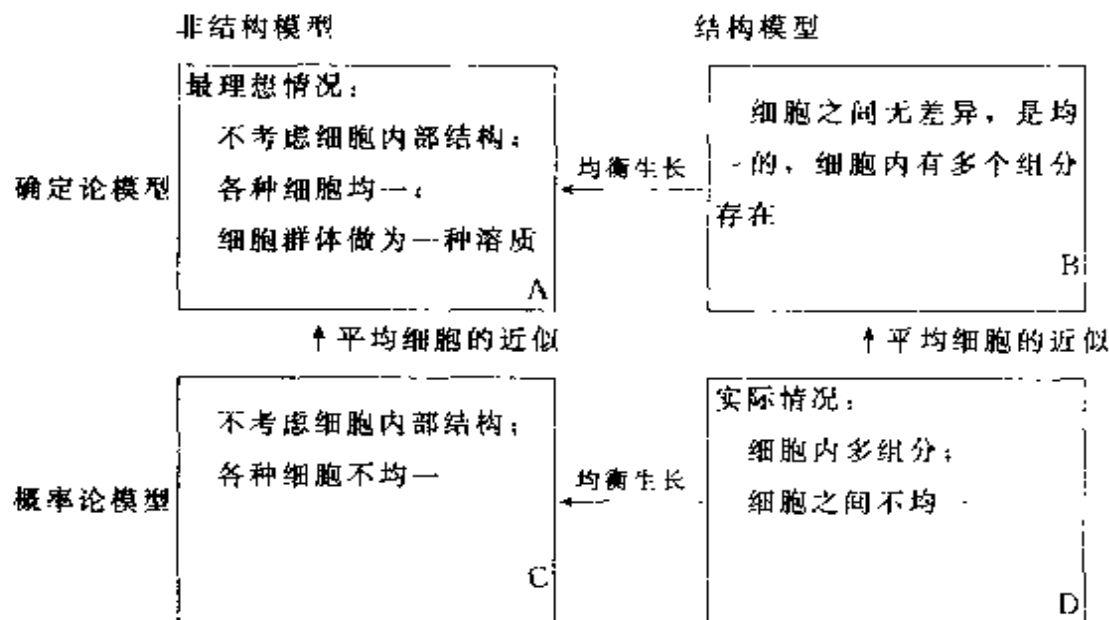 非结构模型 结构模型
最理想情况:
不考虑细胞内部结构;
各种细胞均一;
细胞群体做为一种溶质
A
确定论模型
均衡生长
细胞之间无差异,是均
一的,细胞内有多个组分
存在
B
↑平均细胞的近似 ↑平均细胞的近似
不考虑细胞内部结构;
各种细胞不均一
C
概率论模型
均衡生长
实际情况:
细胞内多组分;
细胞之间不均一
D